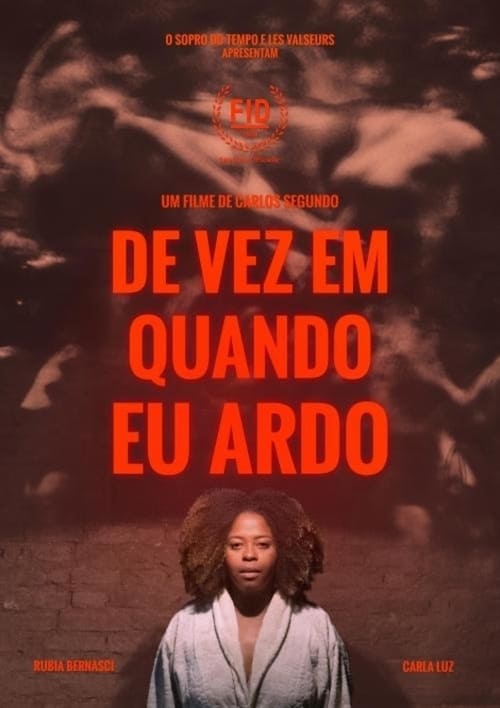 O SOPRO DO TEMPO E LES VALSEURS
APRESENTAM
FID
UM FILME DE CARLOS SEGUNDO
DE VEZ EM
QUANDO
EU ARDO
RUBIA BERNASCI
CARLA LUZ